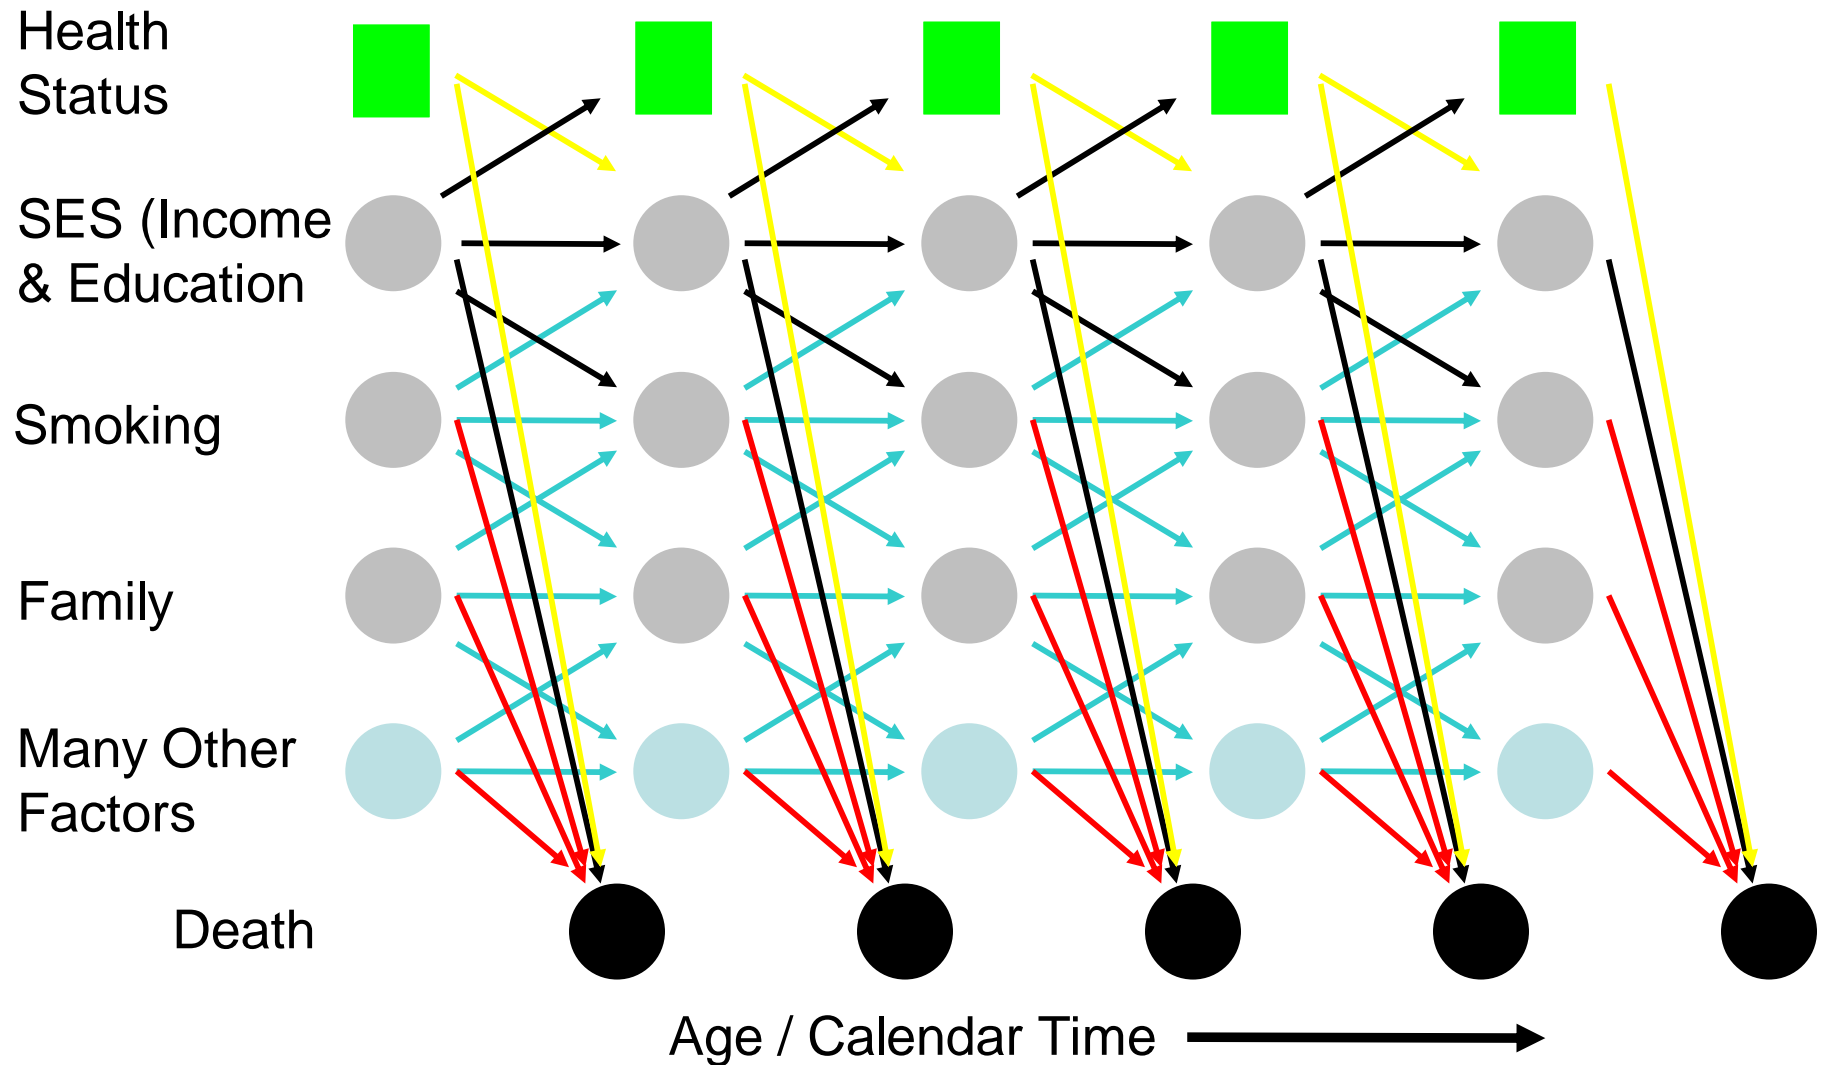 Health
Status
SES (Income
& Education
Smoking
Family
Many Other
Factors
Death
Age / Calendar Time